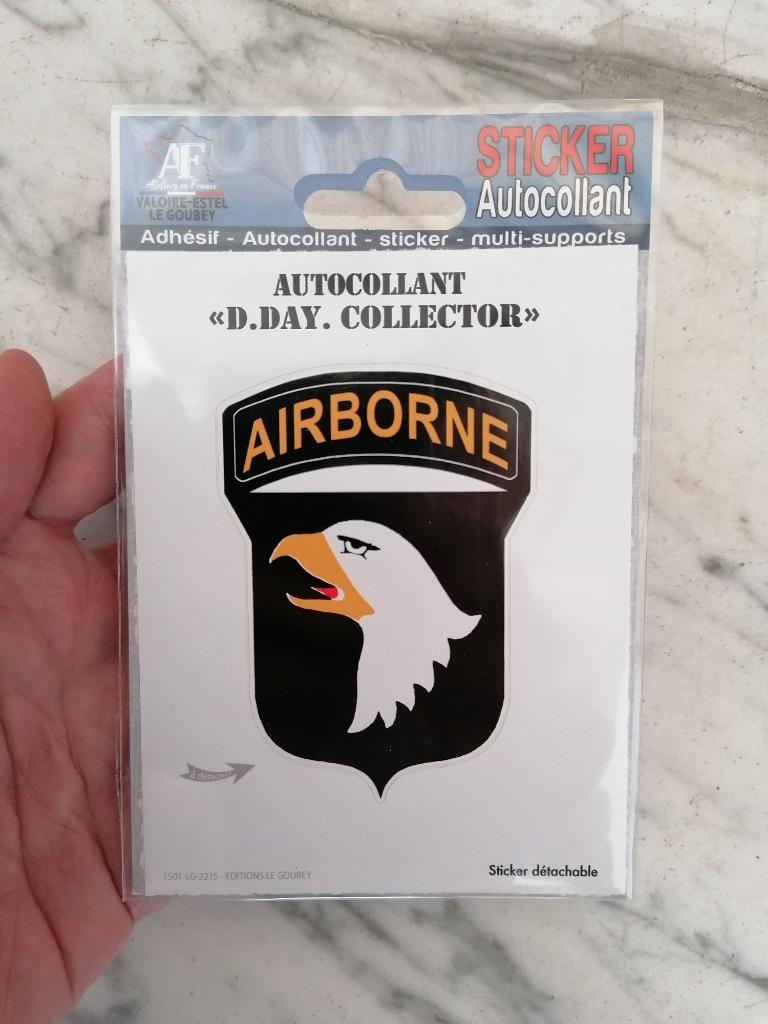 AF
Ateliers en France
VALOIRE-ESTEL
LE GOUBEY
STICKER
Autocollant
Adhésif - Autocollant - sticker - multi-supports
AUTOCOLLANT
«D.DAY. COLLECTOR»
AIRBORNE
à détacher
1501-LG-2215 - EDITIONS LE GOUBEY
Sticker détachable